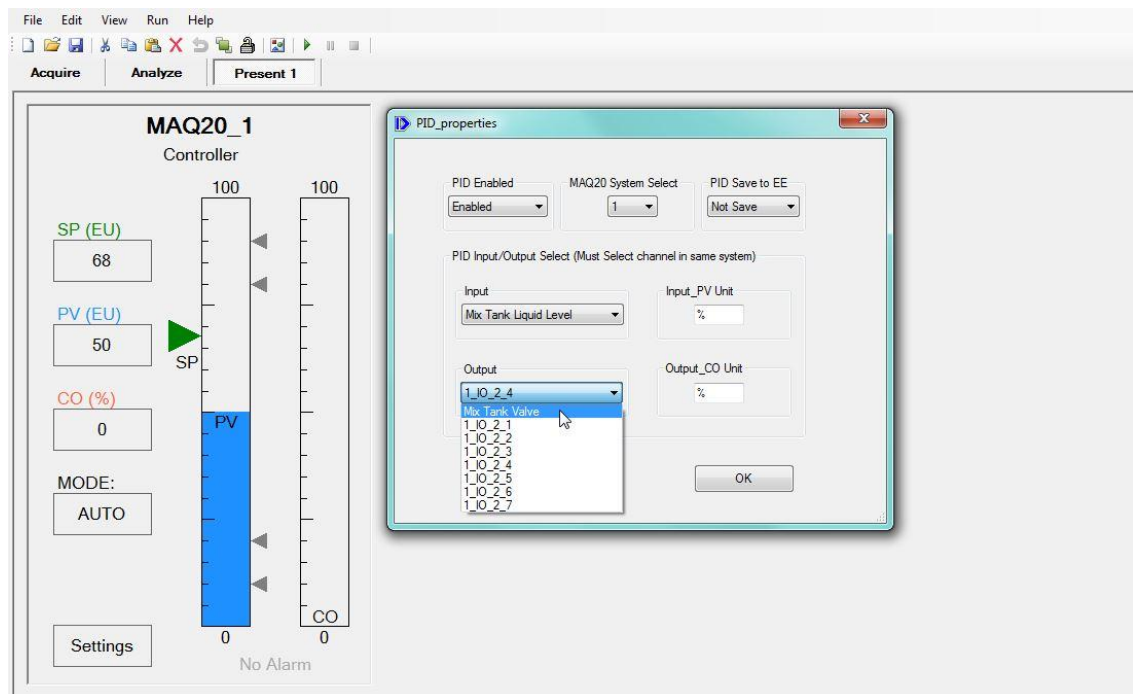 File Edit View Run Help
Acquire Analyze Present 1
MAQ20_1
Controller
100 100
SP (EU)
68
PV (EU)
50
SP
CO (%)
PV
0
MODE:
AUTO
CO
0 0
Settings
No Alarm
PID_properties
PID Enabled MAQ20 System Select PID Save to EE
Enabled 1 Not Save
PID Input/Output Select (Must Select channel in same system)
Input Input_PV Unit
Mix Tank Liquid Level %
Output Output_CO Unit
1_IO_2_4 %
Mix Tank Valve
1_IO_2_1
1_IO_2_2
1_IO_2_3
1_IO_2_4
1_IO_2_5
1_IO_2_6
1_IO_2_7
OK